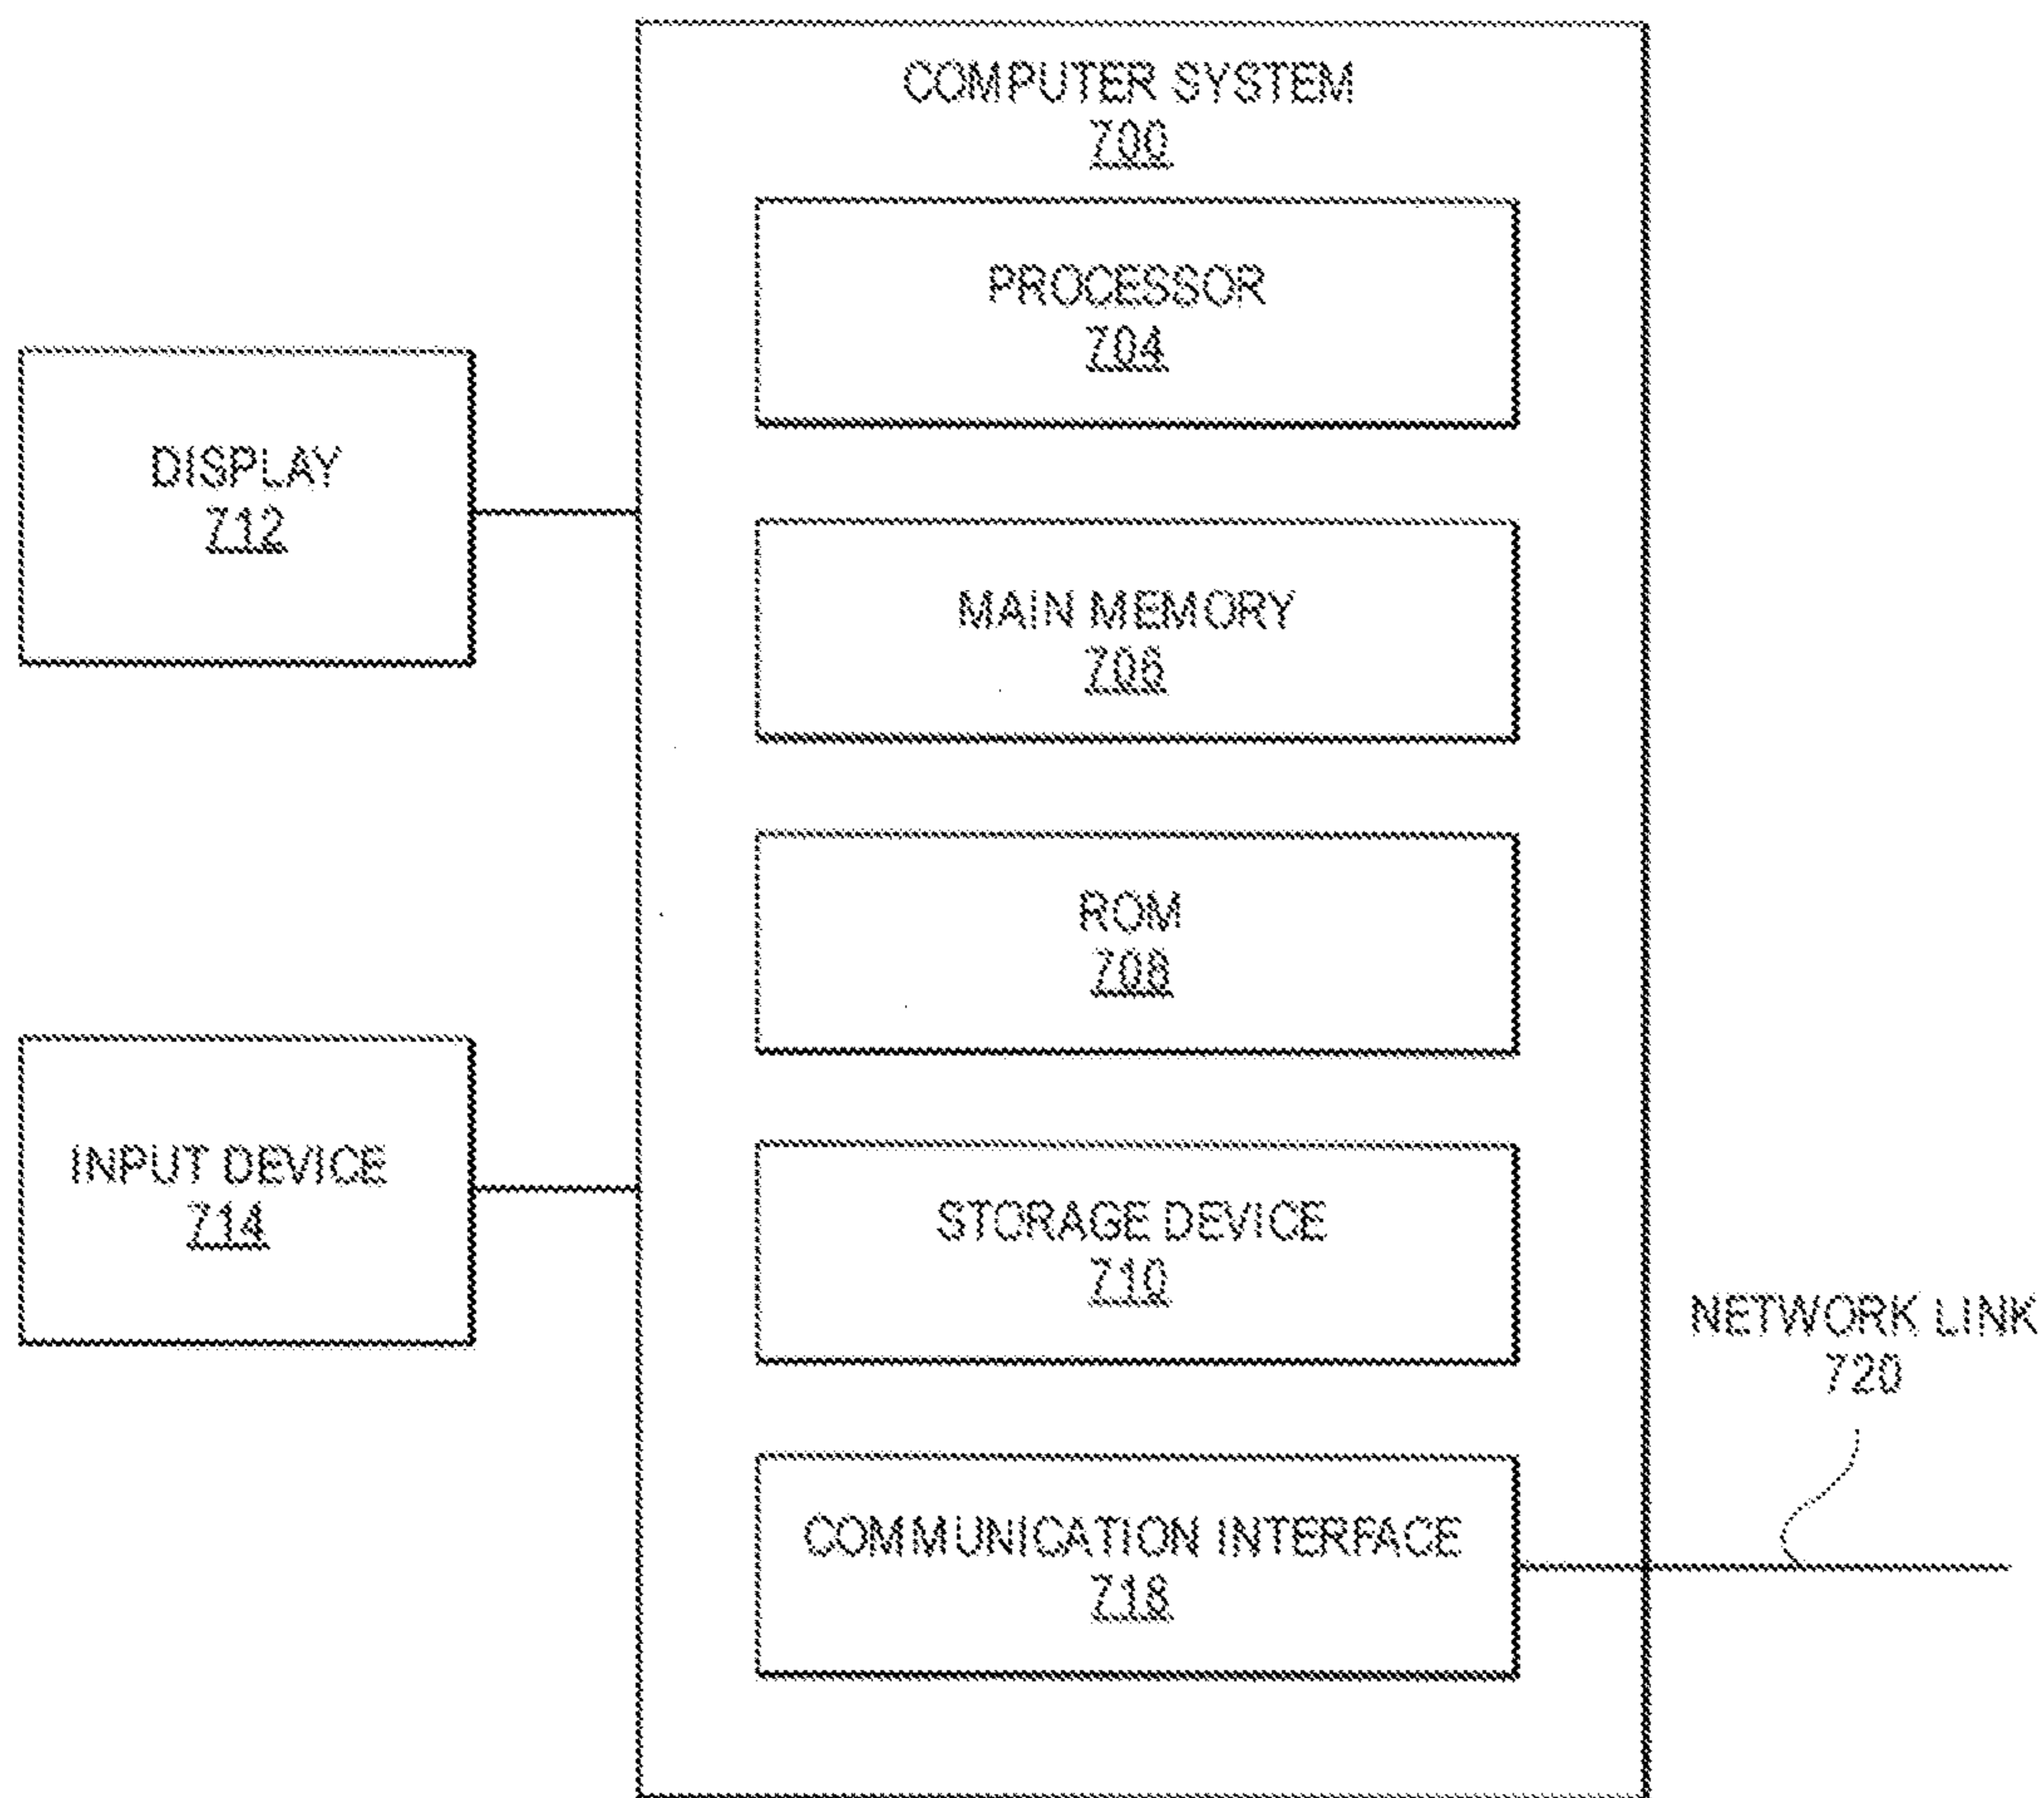 COMPUTER SYSTEM
700
PROCESSOR
704
DISPLAY
712
MAIN MEMORY
706
ROM
708
INPUT DEVICE
714
STORAGE DEVICE
710
NETWORK LINK
720
COMMUNICATION INTERFACE
718